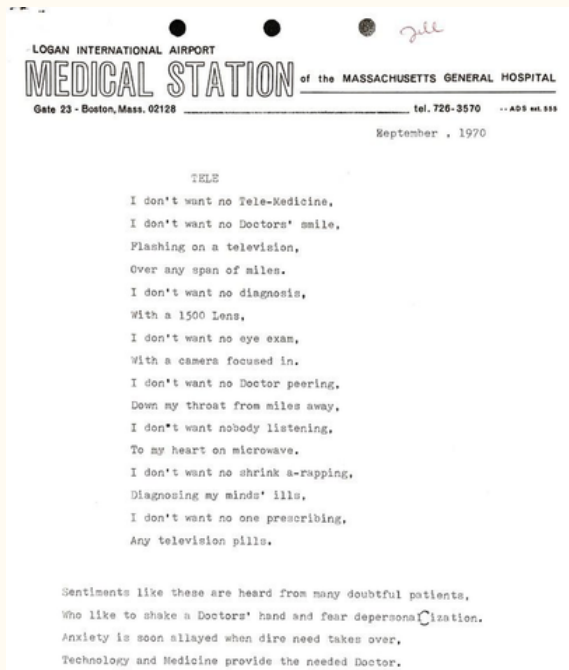 Jill
LOGAN INTERNATIONAL AIRPORT
MEDICAL STATION of the MASSACHUSETTS GENERAL HOSPITAL
Gate 23 - Boston, Mass. 02128 tel. 726-3570 -- ADS ext. 555
September , 1970
TELE
I don't want no Tele-Medicine,
I don't want no Doctors' smile,
Flashing on a television,
Over any span of miles.
I don't want no diagnosis,
With a 1500 Lens,
I don't want no eye exam,
With a camera focused in.
I don't want no Doctor peering,
Down my throat from miles away,
I don't want nobody listening,
To my heart on microwave.
I don't want no shrink a-rapping,
Diagnosing my minds' ills,
I don't want no one prescribing,
Any television pills.
Sentiments like these are heard from many doubtful patients,
Who like to shake a Doctors' hand and fear depersonalization.
Anxiety is soon allayed when dire need takes over,
Technology and Medicine provide the needed Doctor.